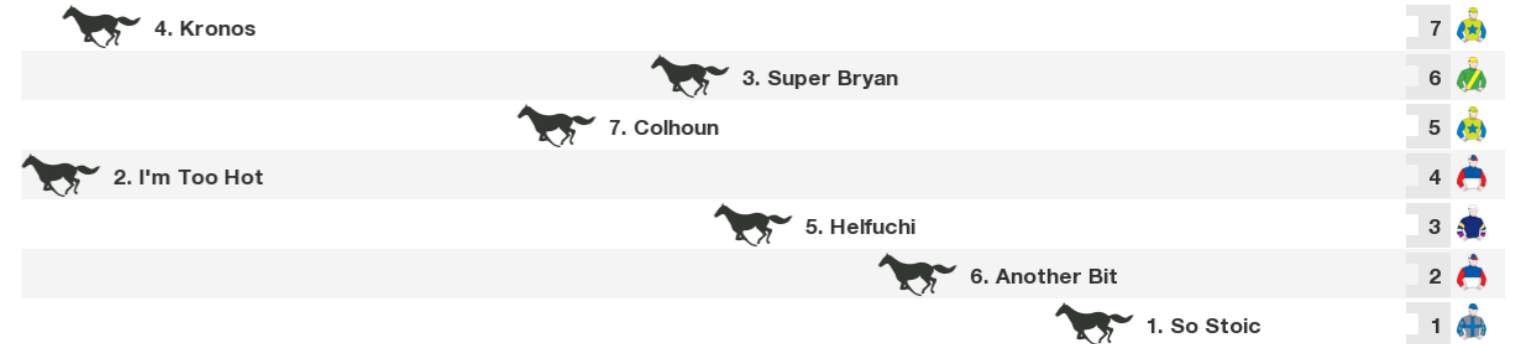 4. Kronos 7
3. Super Bryan 6
7. Colhoun 5
2. I'm Too Hot 4
5. Helfuchi 3
6. Another Bit 2
1. So Stoic 1